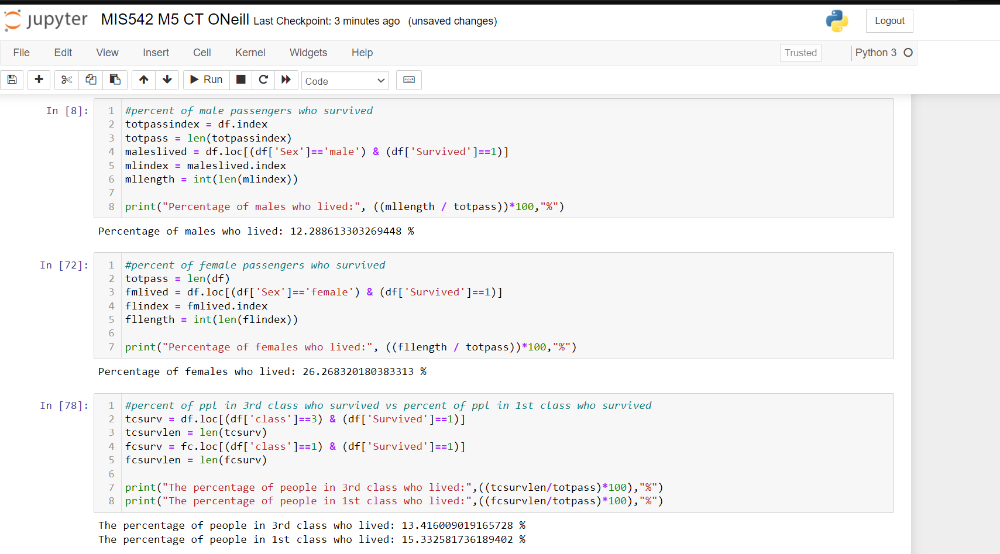 jupyter MIS542 M5 CT ONeill Last Checkpoint: 3 minutes ago (unsaved changes) Logout
File Edit View Insert Cell Kernel Widgets Help Trusted Python 3
Run Code
In [8]:
1 #percent of male passengers who survived
2 totpassindex = df.index
3 totpass = len(totpassindex)
4 maleslived = df.loc[(df['Sex']=='male') & (df['Survived']==1)]
5 mlindex = maleslived.index
6 mllength = int(len(mlindex))
7
8 print("Percentage of males who lived:", ((mllength / totpass))*100,"%")
Percentage of males who lived: 12.288613303269448 %
In [72]:
1 #percent of female passengers who survived
2 totpass = len(df)
3 fmlived = df.loc[(df['Sex']=='female') & (df['Survived']==1)]
4 flindex = fmlived.index
5 fllength = int(len(flindex))
6
7 print("Percentage of females who lived:", ((fllength / totpass))*100,"%")
Percentage of females who lived: 26.268320180383313 %
In [78]:
1 #percent of ppl in 3rd class who survived vs percent of ppl in 1st class who survived
2 tcsurv = df.loc[(df['class']==3) & (df['Survived']==1)]
3 tcsurvlen = len(tcsurv)
4 fcsurv = fc.loc[(df['class']==1) & (df['Survived']==1)]
5 fcsurvlen = len(fcsurv)
6
7 print("The percentage of people in 3rd class who lived:",((tcsurvlen/totpass)*100),"%")
8 print("The percentage of people in 1st class who lived:",((fcsurvlen/totpass)*100),"%")
The percentage of people in 3rd class who lived: 13.416009019165728 %
The percentage of people in 1st class who lived: 15.332581736189402 %